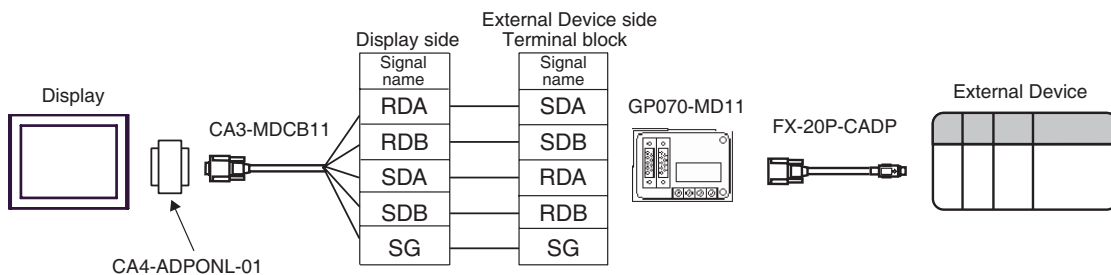 External Device side
Display side
Terminal block
Signal
name
Signal
name
Display
CA3-MDCB11
GP070-MD11
FX-20P-CADP
External Device
RDA
SDA
RDB
SDB
SDA
RDA
SDB
RDB
SG
SG
CA4-ADPONL-01